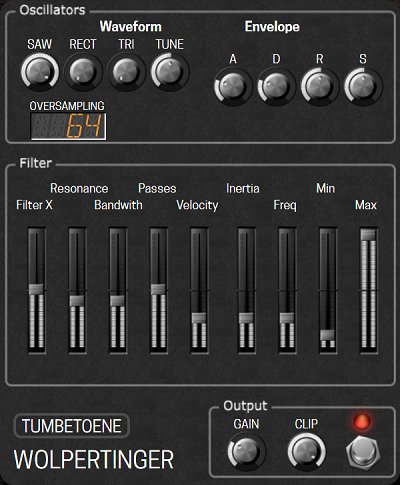 Oscillators
Waveform Envelope
SAW RECT TRI TUNE
A D R S
OVERSAMPLING
64
Filter
Resonance Passes Inertia Min
Filter X Bandwith Velocity Freq Max
Output
GAIN CLIP
TUMBETOENE
WOLPERTINGER